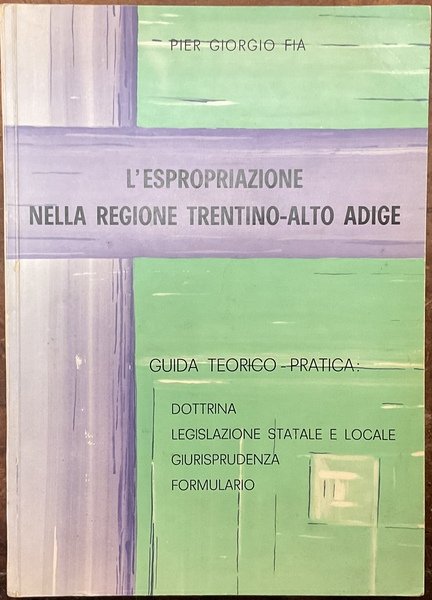 PIER GIORGIO FIA
L'ESPROPRIAZIONE
NELLA REGIONE TRENTINO-ALTO ADIGE
GUIDA TEORICO-PRATICA:
DOTTRINA
LEGISLAZIONE STATALE E LOCALE
GIURISPRUDENZA
FORMULARIO